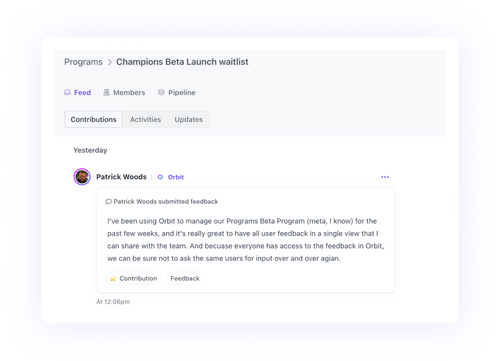 Programs > Champions Beta Launch waitlist
Feed Members Pipeline
Contributions Activities Updates
Yesterday
Patrick Woods Orbit
Patrick Woods submitted feedback
I've been using Orbit to manage our Programs Beta Program (meta, I know) for the
past few weeks, and it's really great to have all user feedback in a single view that I
can share with the team. And becuase everyone has access to the feedback in Orbit,
we can be sure not to ask the same users for input over and over agian.
Contribution Feedback
At 12:06pm